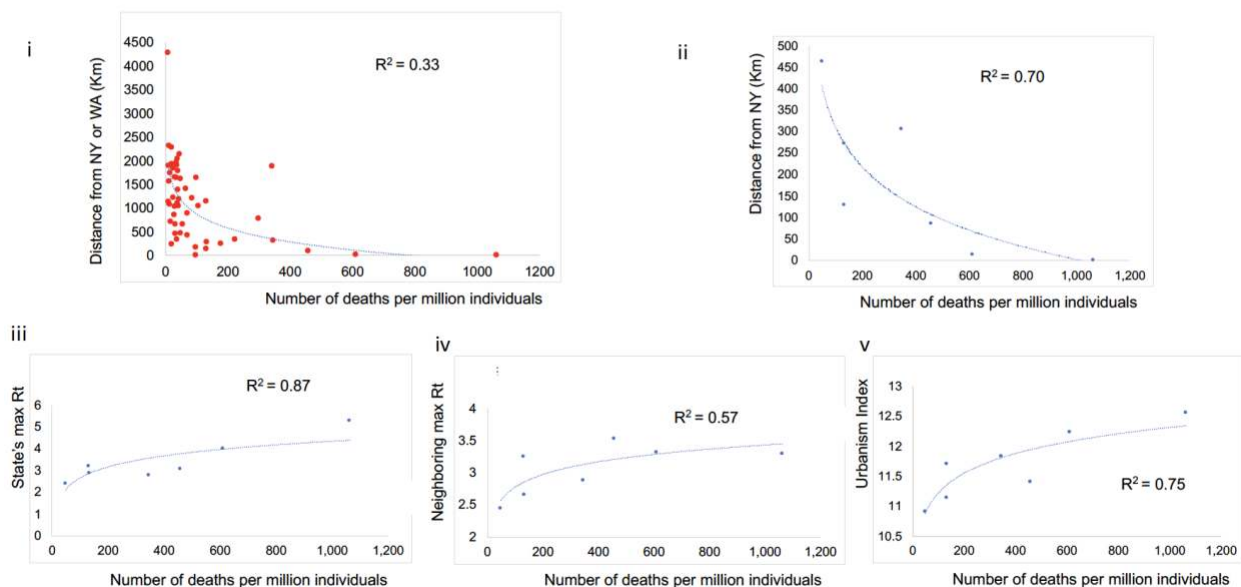 i
Distance from NY or WA (Km)
4500
4000
3500
3000
2500
2000
1500
1000
500
0
R² = 0.33
0 200 400 600 800 1000 1200
Number of deaths per million individuals
ii
Distance from NY (Km)
500
450
400
350
300
250
200
150
100
50
0
R² = 0.70
0 200 400 600 800 1,000 1,200
Number of deaths per million individuals
iii
State's max Rt
6
5
4
3
2
1
0
R² = 0.87
0 200 400 600 800 1,000 1,200
Number of deaths per million individuals
iv
Neighboring max Rt
4
3.5
3
2.5
2
R² = 0.57
0 200 400 600 800 1,000 1,200
Number of deaths per million individuals
v
Urbanism Index
13
12.5
12
11.5
11
10.5
R² = 0.75
0 200 400 600 800 1,000 1,200
Number of deaths per million individuals